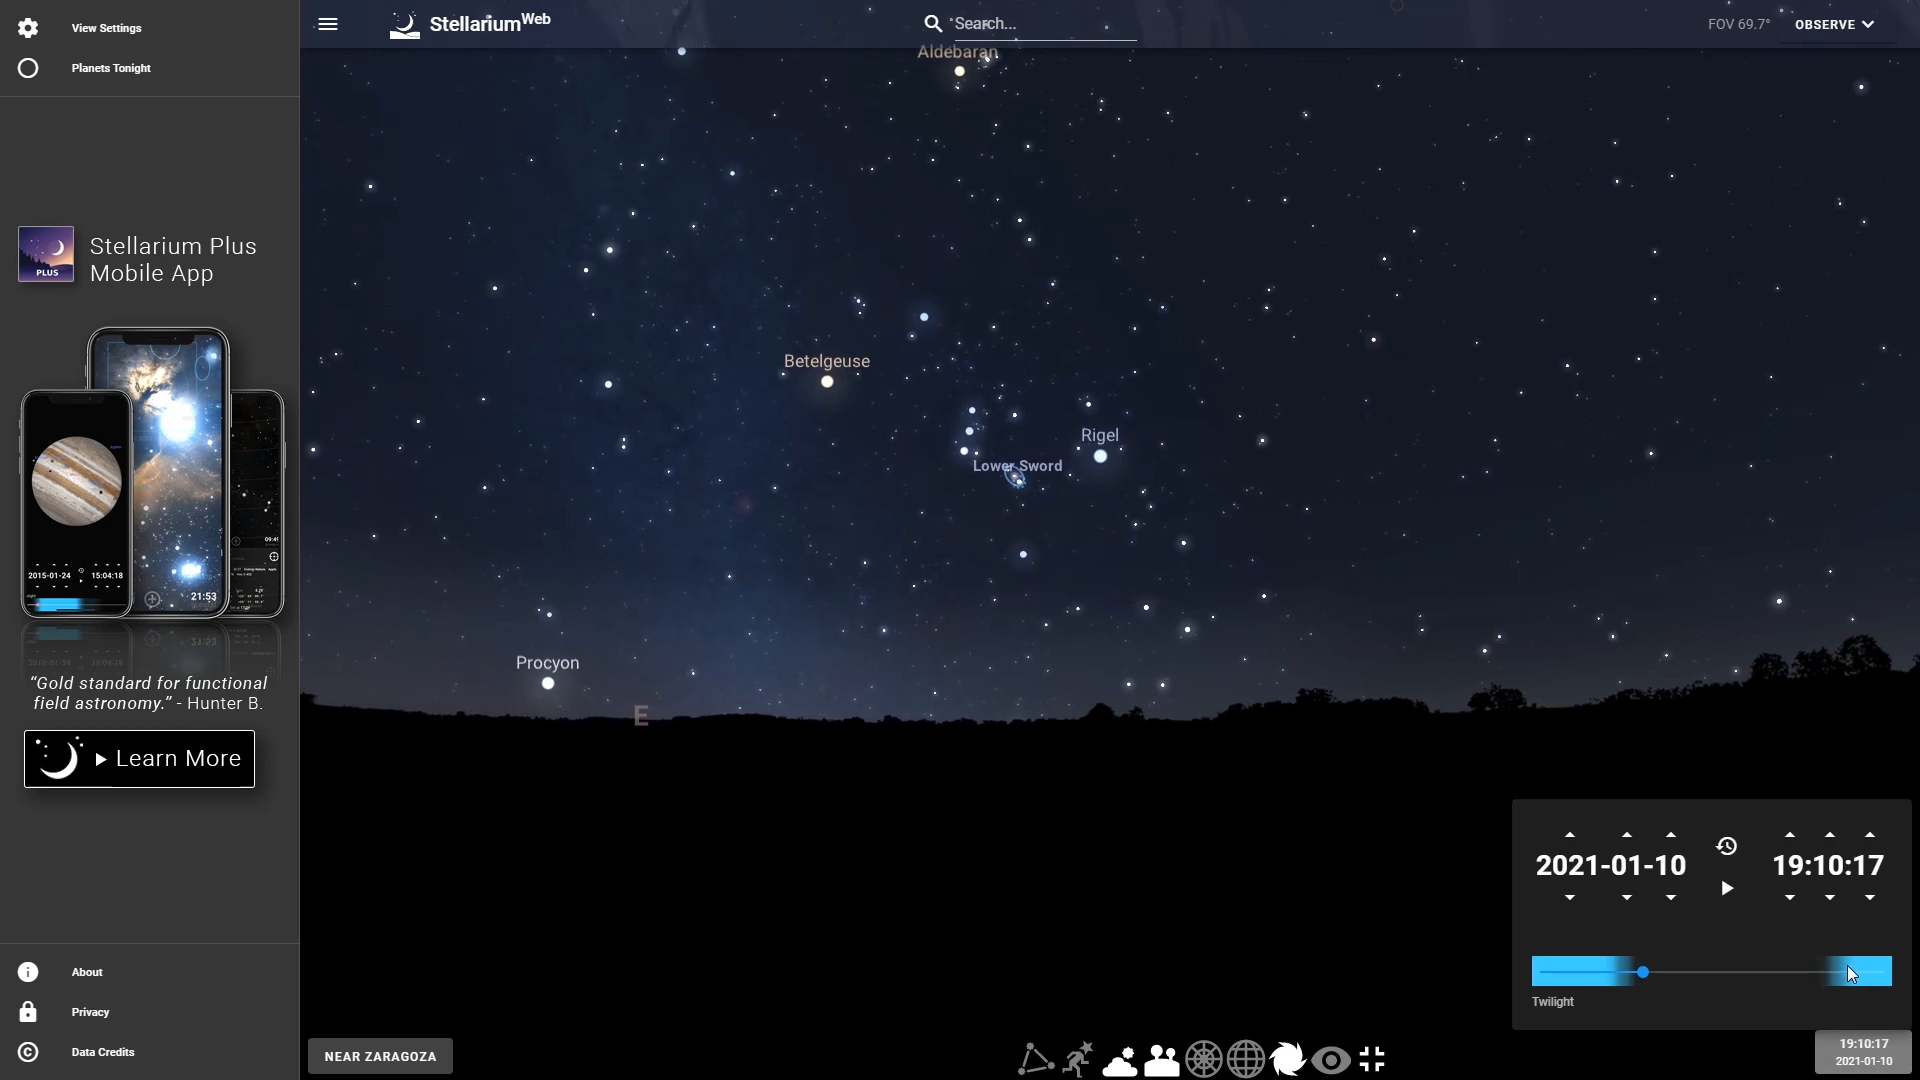 View Settings
Planets Tonight
StellariumWeb
Search...
FOV 69.7°
OBSERVE
Aldebaran
Stellarium Plus
Mobile App
PLUS
Betelgeuse
Rigel
Lower Sword
2015-01-24 15:04:18
21:53
Procyon
E
“Gold standard for functional
field astronomy.” - Hunter B.
Learn More
2021-01-10
19:10:17
Twilight
About
Privacy
Data Credits
NEAR ZARAGOZA
19:10:17
2021-01-10